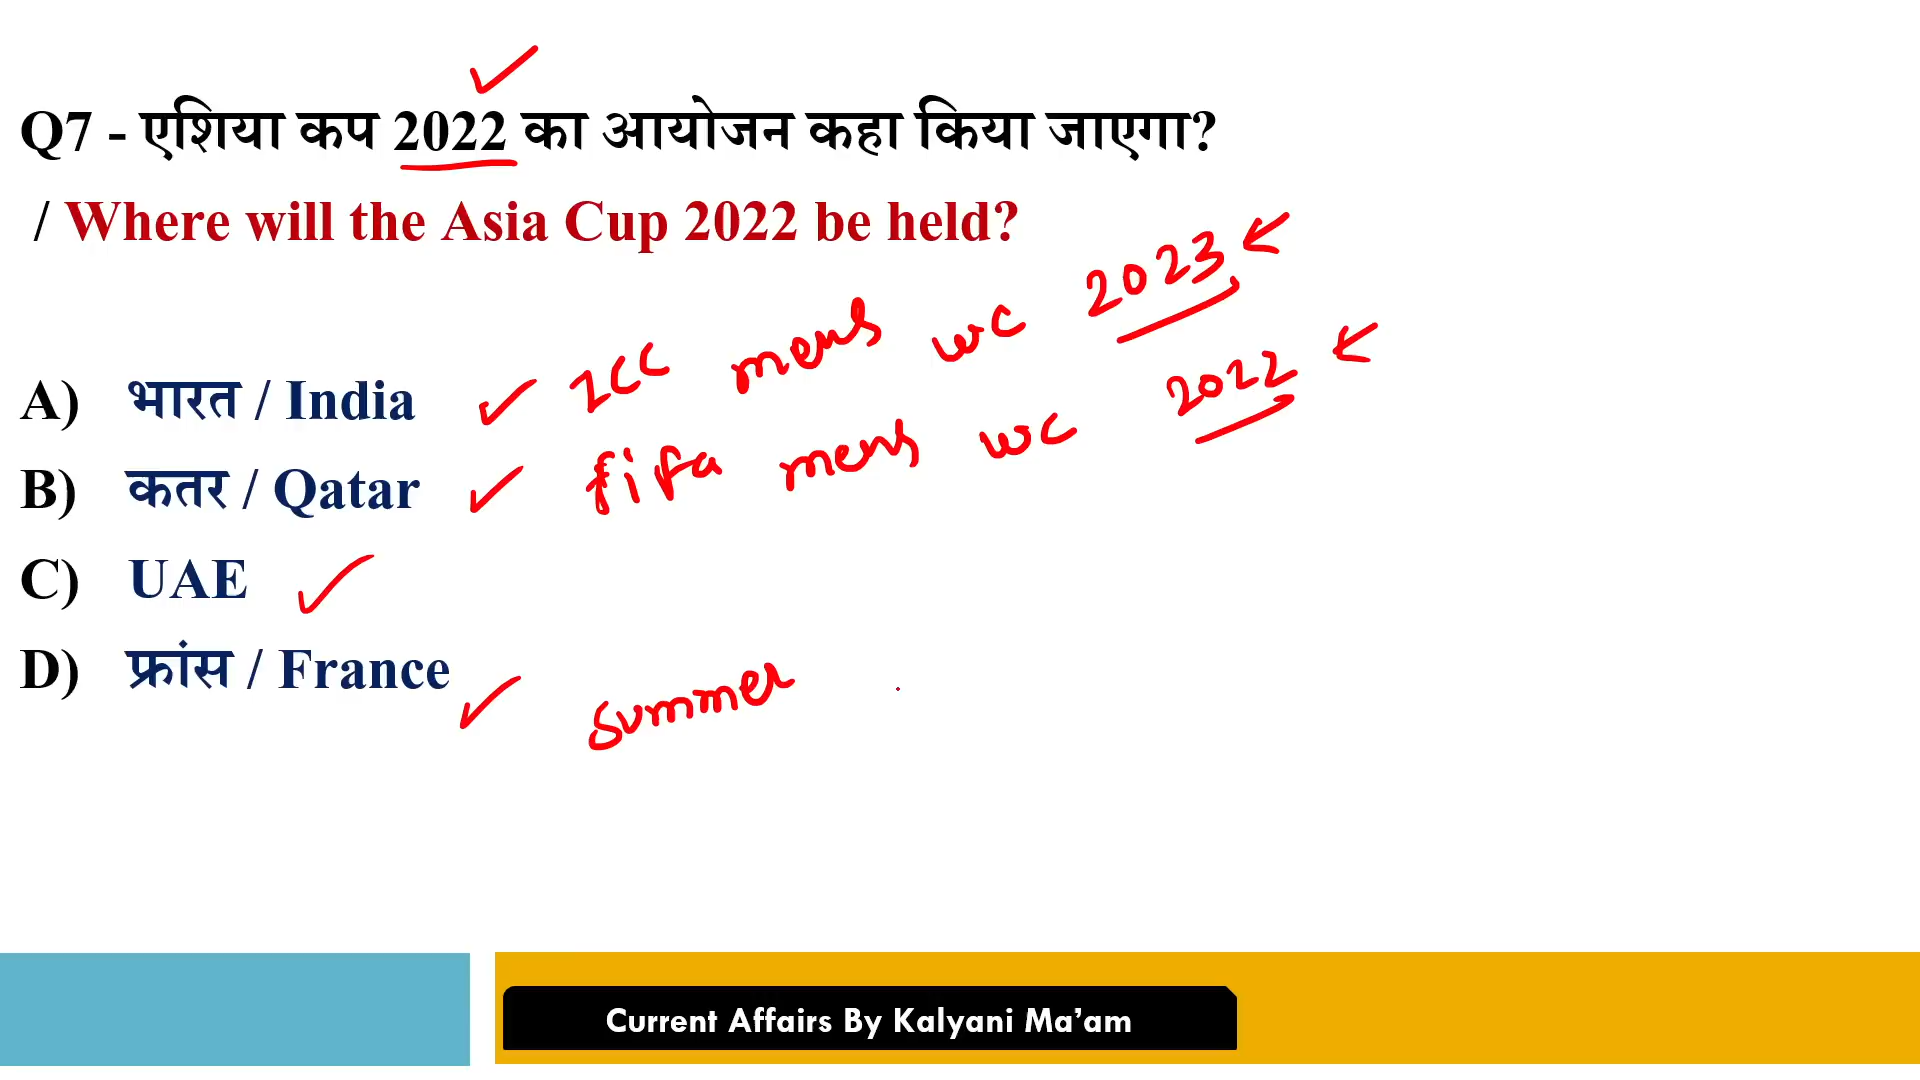 Q7 - एशिया कप 2022 का आयोजन कहा किया जाएगा?
/ Where will the Asia Cup 2022 be held?
A) भारत / India ICC mens wc 2023
B) कतर / Qatar fifa mens wc 2022
C) UAE
D) फ्रांस / France summer
Current Affairs By Kalyani Ma'am